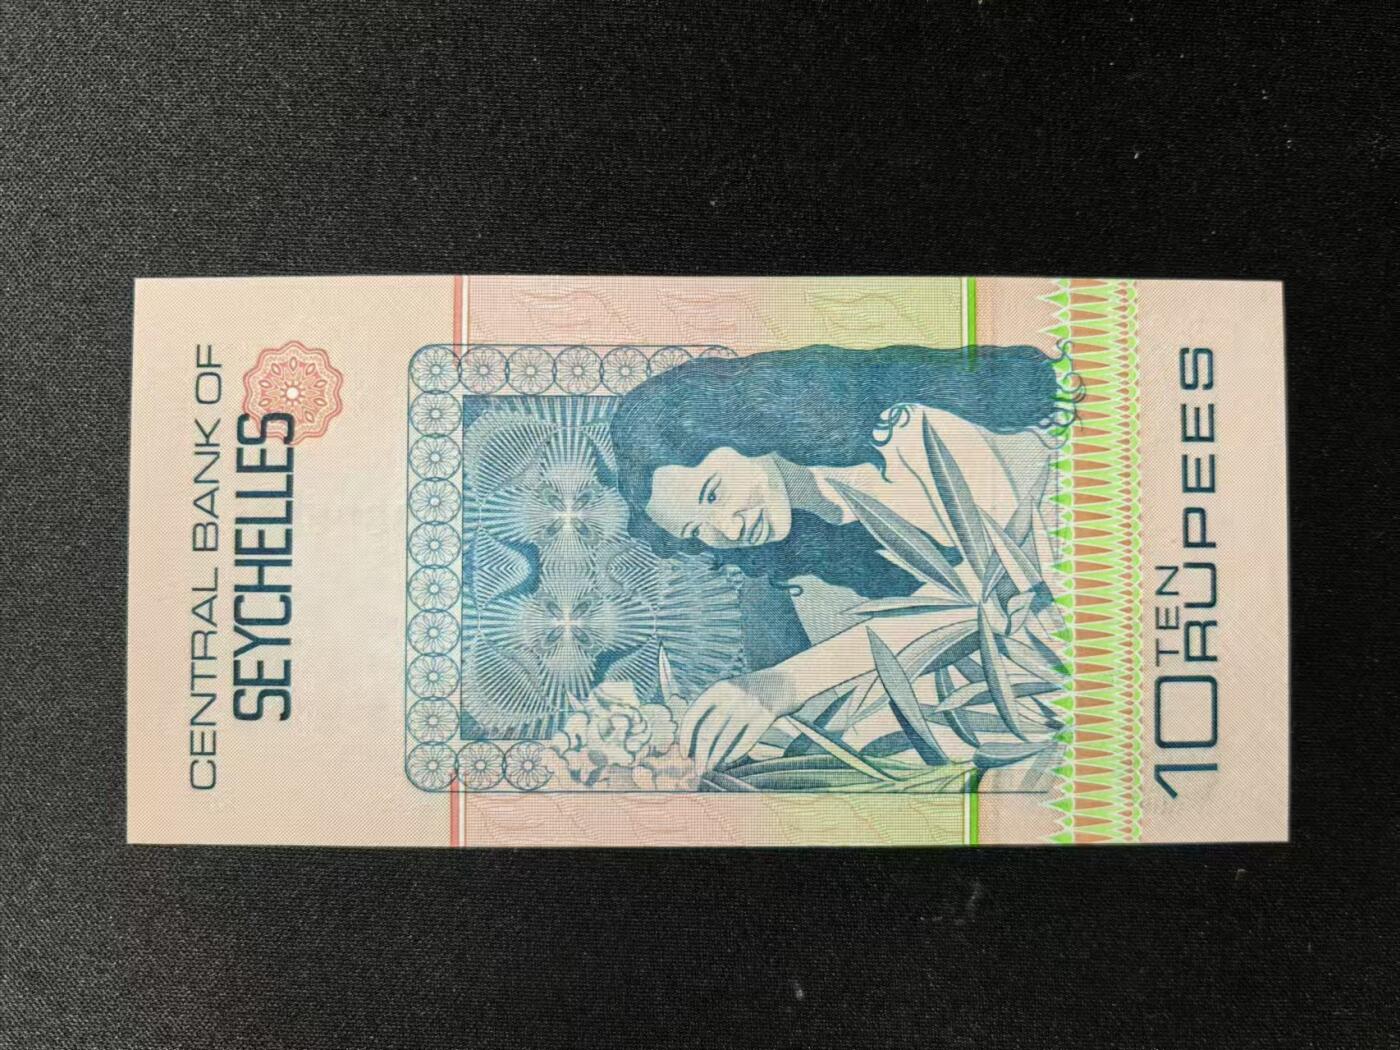 CENTRAL BANK OF
SEYCHELLES
TEN
10 RUPEES